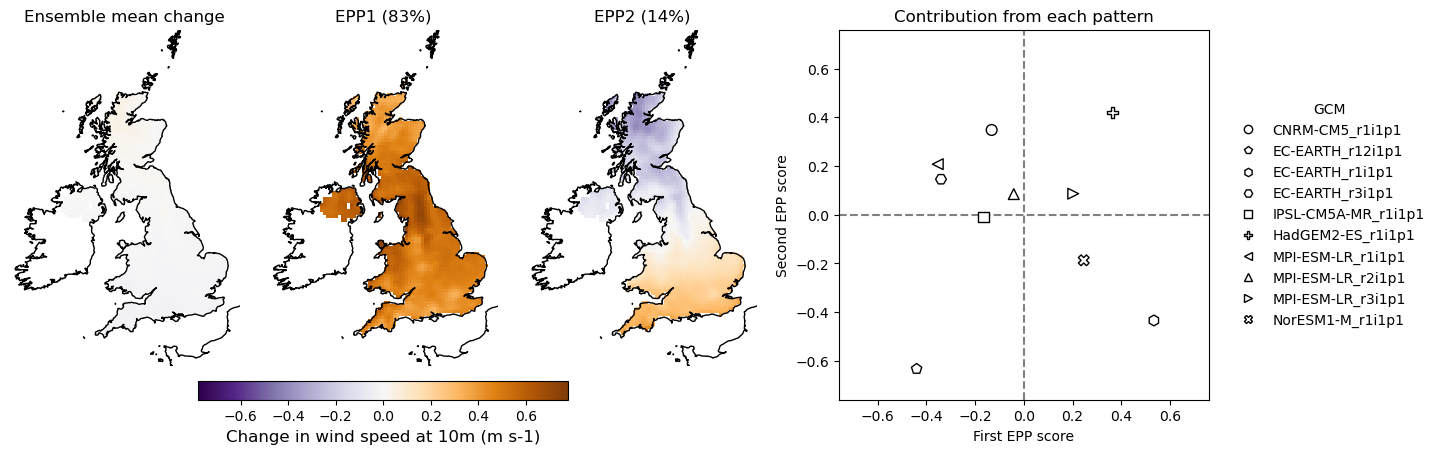 Ensemble mean change
EPP1 (83%)
EPP2 (14%)
Contribution from each pattern
−0.6 −0.4 −0.2 0.0 0.2 0.4 0.6
Change in wind speed at 10m (m s-1)
Second EPP score
0.6
0.4
0.2
0.0
−0.2
−0.4
−0.6
−0.6 −0.4 −0.2 0.0 0.2 0.4 0.6
First EPP score
GCM
CNRM-CM5_r1i1p1
EC-EARTH_r12i1p1
EC-EARTH_r1i1p1
EC-EARTH_r3i1p1
IPSL-CM5A-MR_r1i1p1
HadGEM2-ES_r1i1p1
MPI-ESM-LR_r1i1p1
MPI-ESM-LR_r2i1p1
MPI-ESM-LR_r3i1p1
NorESM1-M_r1i1p1